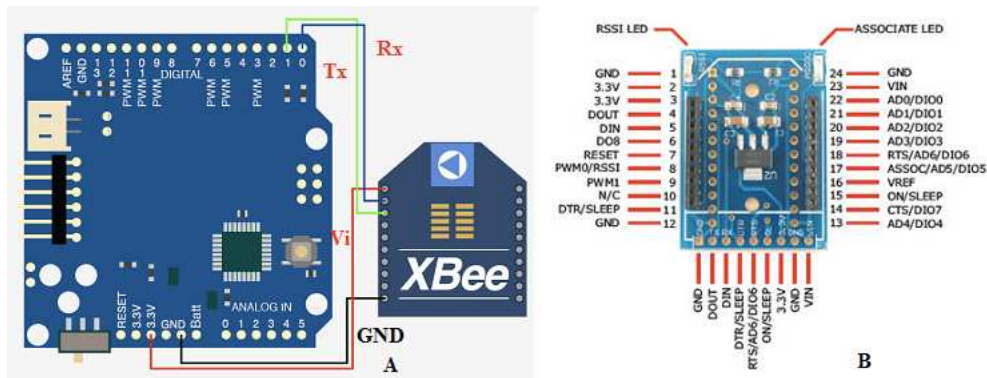 AREF
GND
13
12
11
10
9
8
7
6
5
4
3
2
1
0
PWM
PWM
PWM
PWM
PWM
PWM
DIGITAL
Tx
Rx
Vi
XBee
RESET
3.3V
3.3V
GND
Batt
ANALOG IN
0 1 2 3 4 5
GND
A
RSSI LED
ASSOCIATE LED
GND 1
3.3V 2
3.3V 3
DOUT 4
DIN 5
DO8 6
RESET 7
PWM0/RSSI 8
PWM1 9
N/C 10
DTR/SLEEP 11
GND 12
24 GND
23 VIN
22 AD0/DIO0
21 AD1/DIO1
20 AD2/DIO2
19 AD3/DIO3
18 RTS/AD6/DIO6
17 ASSOC/AD5/DIO5
16 VREF
15 ON/SLEEP
14 CTS/DIO7
13 AD4/DIO4
GND
DOUT
DIN
DTR/SLEEP
RTS/AD6/DIO6
ON/SLEEP
3.3V
GND
VIN
B